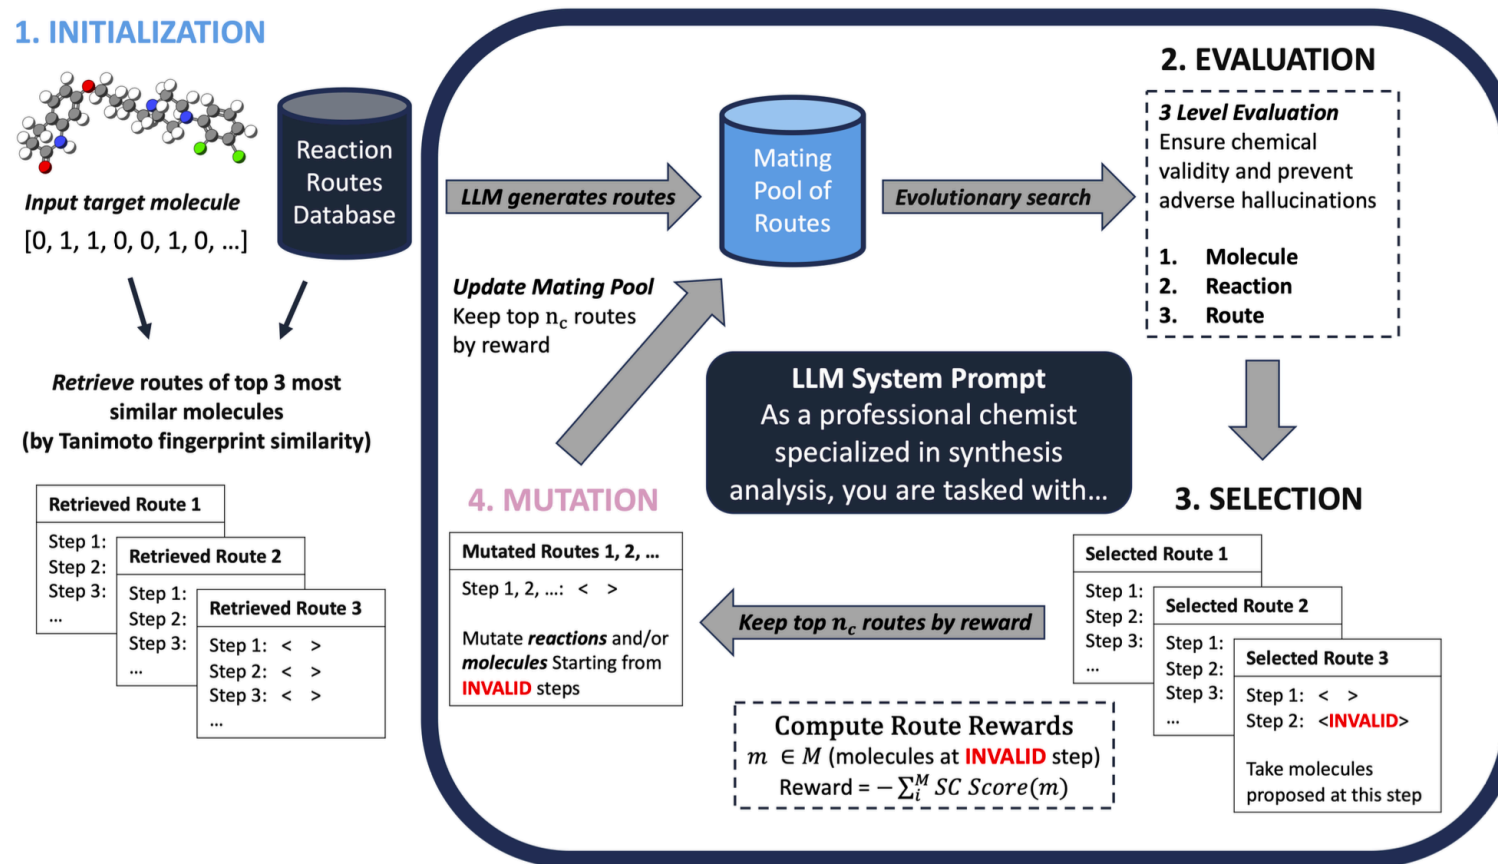 1. INITIALIZATION
Input target molecule
[0, 1, 1, 0, 0, 1, 0, ...]
Reaction
Routes
Database
Retrieve routes of top 3 most
similar molecules
(by Tanimoto fingerprint similarity)
Retrieved Route 1
Step 1:
Step 2:
Step 3:
...
Retrieved Route 2
Step 1:
Step 2:
Step 3:
...
Retrieved Route 3
Step 1: < >
Step 2: < >
Step 3: < >
...
LLM generates routes
Mating
Pool of
Routes
Evolutionary search
2. EVALUATION
3 Level Evaluation
Ensure chemical
validity and prevent
adverse hallucinations
1. Molecule
2. Reaction
3. Route
Update Mating Pool
Keep top n_c routes
by reward
LLM System Prompt
As a professional chemist
specialized in synthesis
analysis, you are tasked with...
3. SELECTION
Selected Route 1
Step 1:
Step 2:
Step 3:
...
Selected Route 2
Step 1:
Step 2:
Step 3:
...
Selected Route 3
Step 1: < >
Step 2: <INVALID>
Take molecules
proposed at this step
Keep top n_c routes by reward
4. MUTATION
Mutated Routes 1, 2, ...
Step 1, 2, ...: < >
Mutate reactions and/or
molecules Starting from
INVALID steps
Compute Route Rewards
m ∈ M (molecules at INVALID step)
Reward = − ∑_i^M SC Score(m)